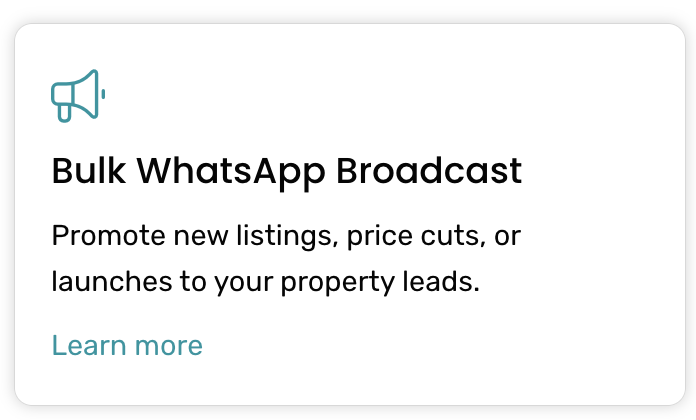 Bulk WhatsApp Broadcast
Promote new listings, price cuts, or
launches to your property leads.
Learn more